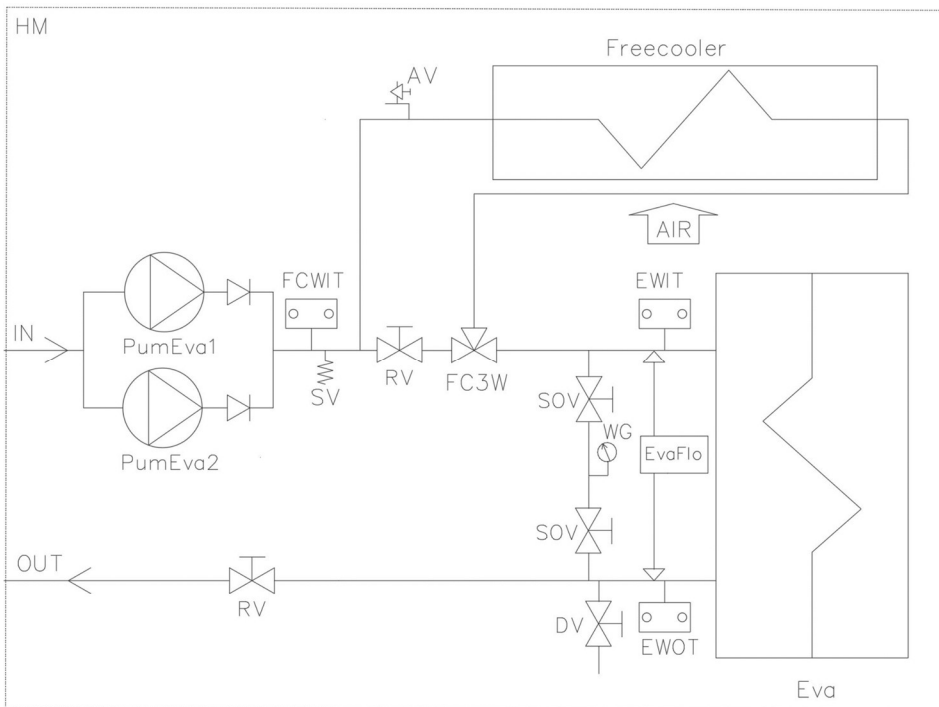 HM
Freecooler
AV
AIR
FCWIT
EWIT
IN
PumEva1
SV
RV
FC3W
SOV
WG
EvaFlo
PumEva2
SOV
OUT
RV
DV
EWOT
Eva